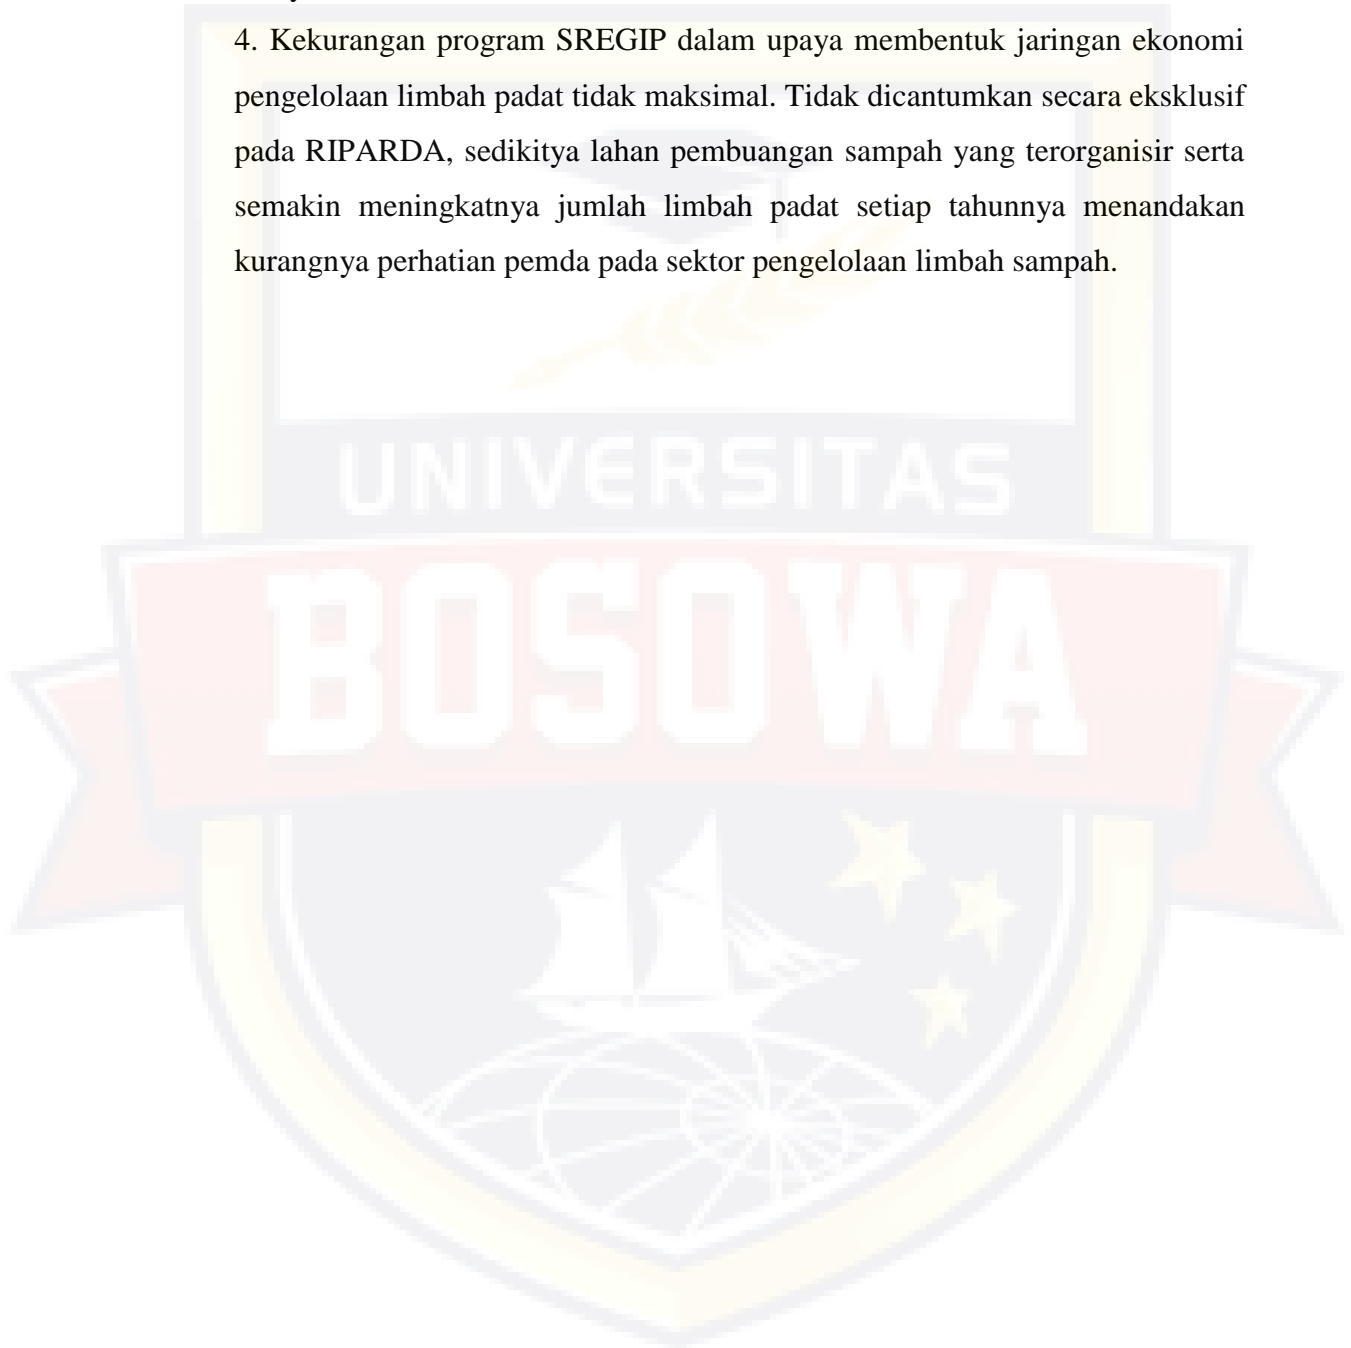 4. Kekurangan program SREGIP dalam upaya membentuk jaringan ekonomi
pengelolaan limbah padat tidak maksimal. Tidak dicantumkan secara eksklusif
pada RIPARDA, sedikitya lahan pembuangan sampah yang terorganisir serta
semakin meningkatnya jumlah limbah padat setiap tahunnya menandakan
kurangnya perhatian pemda pada sektor pengelolaan limbah sampah.
UNIVERSITAS
BOSOWA